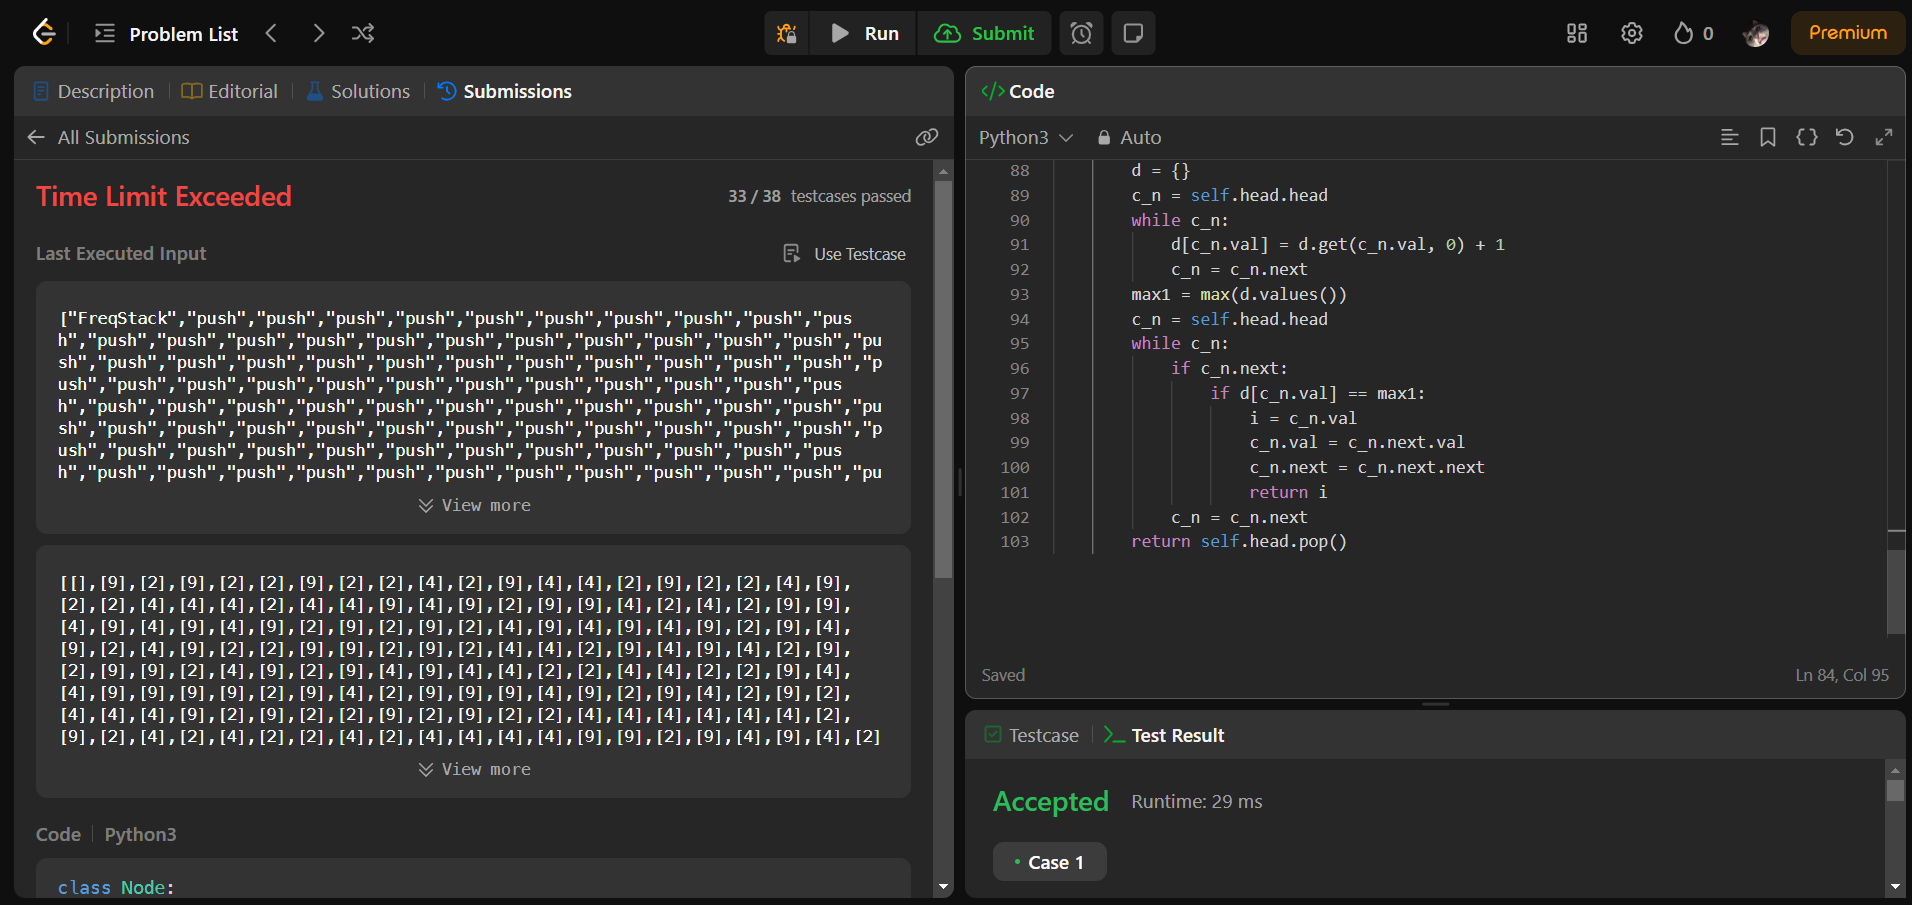 Problem List
Run
Submit
0
Premium
Description
Editorial
Solutions
Submissions
All Submissions
Time Limit Exceeded
33 / 38 testcases passed
Last Executed Input
Use Testcase
["FreqStack","push","push","push","push","push","push","push","push","push","pus
h","push","push","push","push","push","push","push","push","push","push","push","pu
sh","push","push","push","push","push","push","push","push","push","push","push","p
ush","push","push","push","push","push","push","push","push","push","push","pus
h","push","push","push","push","push","push","push","push","push","push","push","pu
sh","push","push","push","push","push","push","push","push","push","push","push","p
ush","push","push","push","push","push","push","push","push","push","push","pus
h","push","push","push","push","push","push","push","push","push","push","push","pu
View more
[[],[9],[2],[9],[2],[2],[9],[2],[2],[4],[2],[9],[4],[4],[2],[9],[2],[2],[4],[9],
[2],[2],[4],[4],[4],[2],[4],[4],[9],[4],[9],[2],[9],[9],[4],[2],[4],[2],[9],[9],
[4],[9],[4],[9],[4],[9],[2],[9],[2],[9],[2],[4],[9],[4],[9],[4],[9],[2],[9],[4],
[9],[2],[4],[9],[2],[2],[9],[9],[2],[9],[2],[4],[4],[2],[9],[4],[9],[4],[2],[9],
[2],[9],[9],[2],[4],[9],[2],[9],[4],[9],[4],[4],[2],[2],[4],[4],[2],[2],[9],[4],
[4],[9],[9],[9],[9],[2],[9],[4],[2],[9],[9],[9],[4],[9],[2],[9],[4],[2],[9],[2],
[4],[4],[4],[9],[2],[9],[2],[2],[9],[2],[9],[2],[2],[4],[4],[4],[4],[4],[4],[2],
[9],[2],[4],[2],[4],[2],[2],[4],[2],[4],[4],[4],[4],[9],[9],[2],[9],[4],[9],[4],[2]
View more
Code
Python3
class Node:
Code
Python3
Auto
88 d = {}
89 c_n = self.head.head
90 while c_n:
91 d[c_n.val] = d.get(c_n.val, 0) + 1
92 c_n = c_n.next
93 max1 = max(d.values())
94 c_n = self.head.head
95 while c_n:
96 if c_n.next:
97 if d[c_n.val] == max1:
98 i = c_n.val
99 c_n.val = c_n.next.val
100 c_n.next = c_n.next.next
101 return i
102 c_n = c_n.next
103 return self.head.pop()
Saved
Ln 84, Col 95
Testcase
Test Result
Accepted
Runtime: 29 ms
Case 1